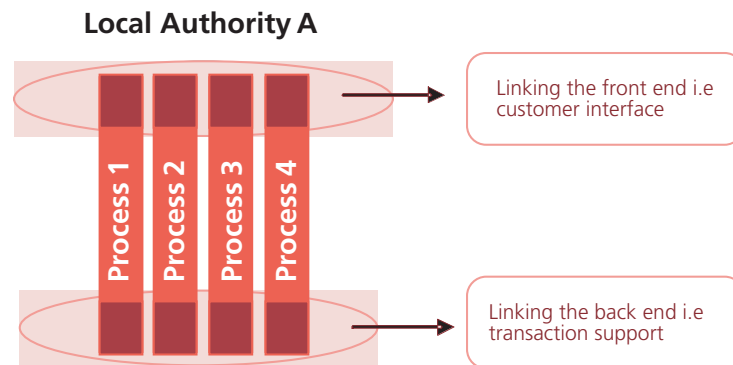 Local Authority A
Linking the front end i.e
customer interface
Process 1
Process 2
Process 3
Process 4
Linking the back end i.e
transaction support